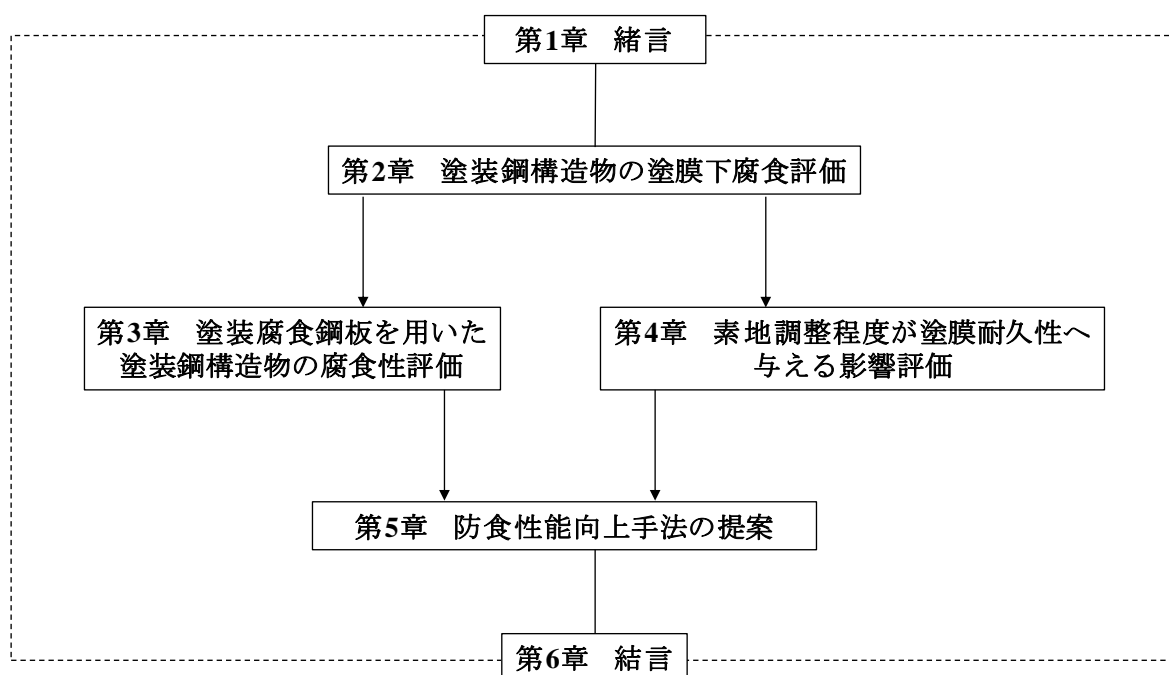 第1章 緒言
第2章 塗装鋼構造物の塗膜下腐食評価
第3章 塗装腐食鋼板を用いた
塗装鋼構造物の腐食性評価
第4章 素地調整程度が塗膜耐久性へ
与える影響評価
第5章 防食性能向上手法の提案
第6章 結言